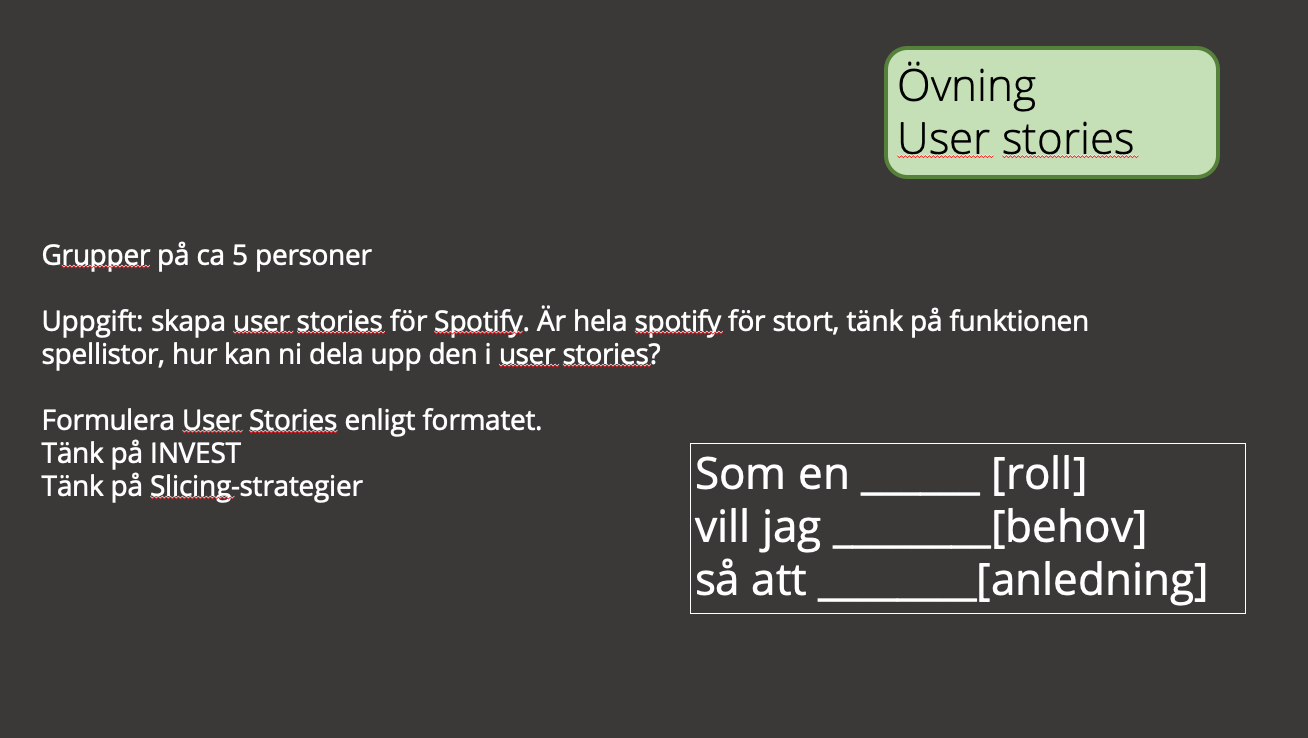 Övning
User stories
Grupper på ca 5 personer
Uppgift: skapa user stories för Spotify. Är hela spotify för stort, tänk på funktionen
spellistor, hur kan ni dela upp den i user stories?
Formulera User Stories enligt formatet.
Tänk på INVEST
Tänk på Slicing-strategier
Som en ______ [roll]
vill jag ________[behov]
så att ________[anledning]